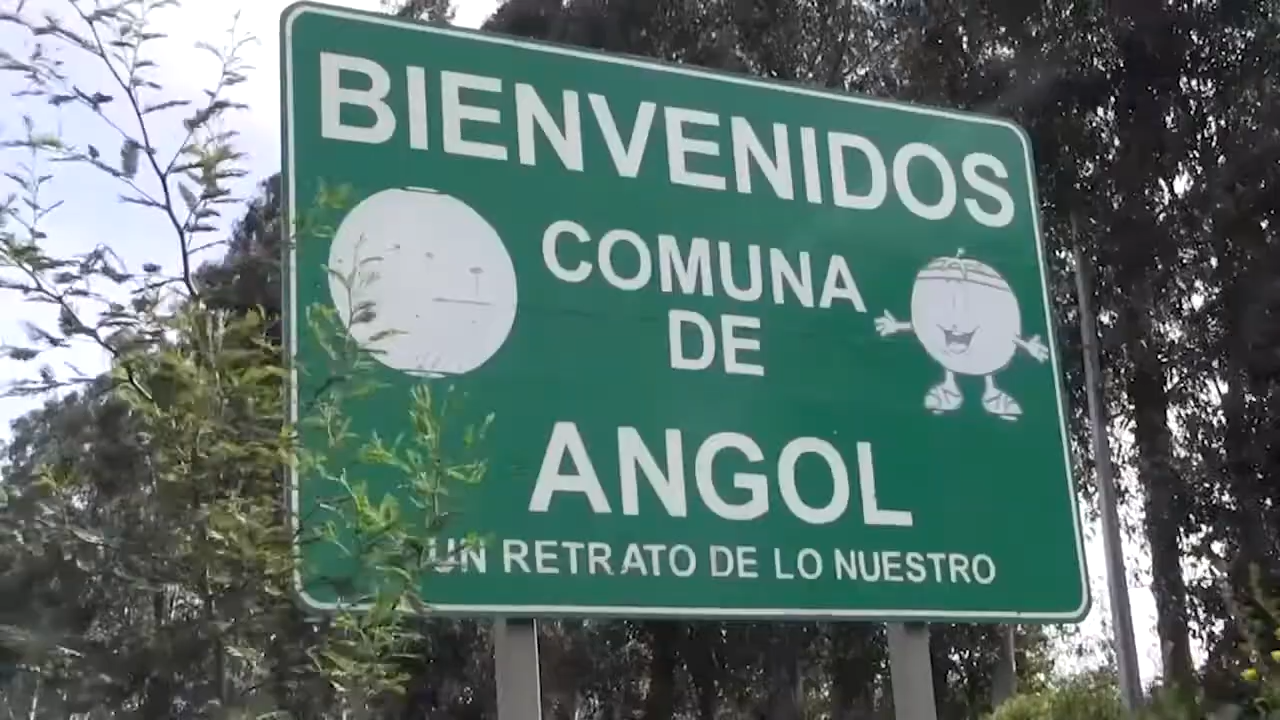 BIENVENIDOS
COMUNA
DE
ANGOL
UN RETRATO DE LO NUESTRO